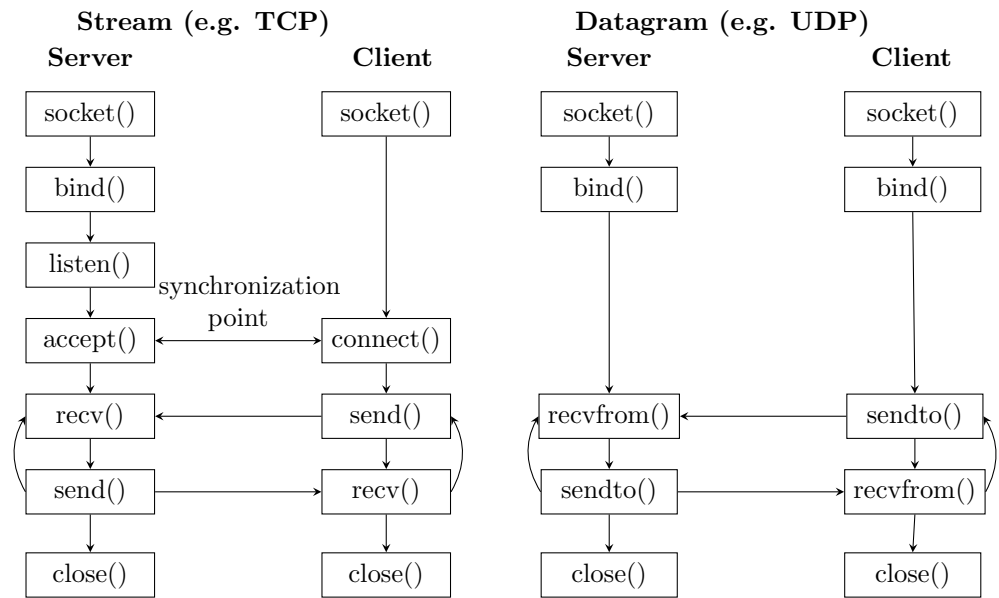 Stream (e.g. TCP)
Server
Client
socket()
socket()
bind()
listen()
synchronization
point
accept()
connect()
recv()
send()
send()
recv()
close()
close()
Datagram (e.g. UDP)
Server
Client
socket()
socket()
bind()
bind()
recvfrom()
sendto()
sendto()
recvfrom()
close()
close()